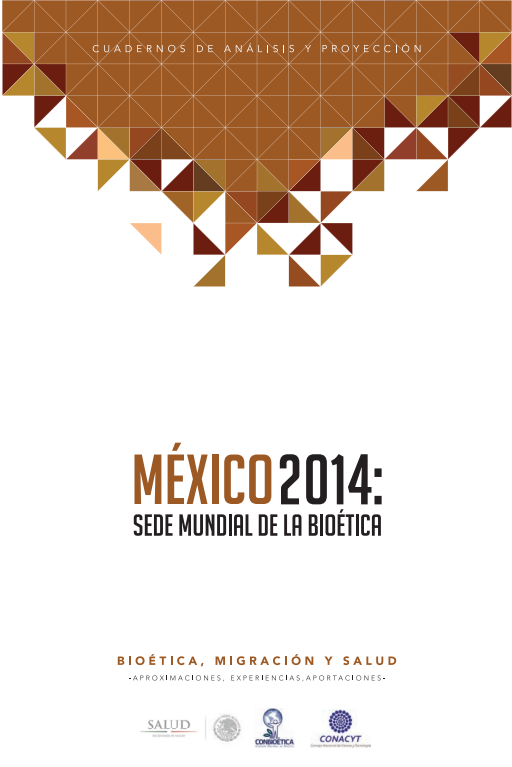 CUADERNOS DE ANÁLISIS Y PROYECCIÓN
MÉXICO 2014:
SEDE MUNDIAL DE LA BIOÉTICA
BIOÉTICA, MIGRACIÓN Y SALUD
-APROXIMACIONES, EXPERIENCIAS,APORTACIONES-
SALUD
CONBIOÉTICA
CONACYT